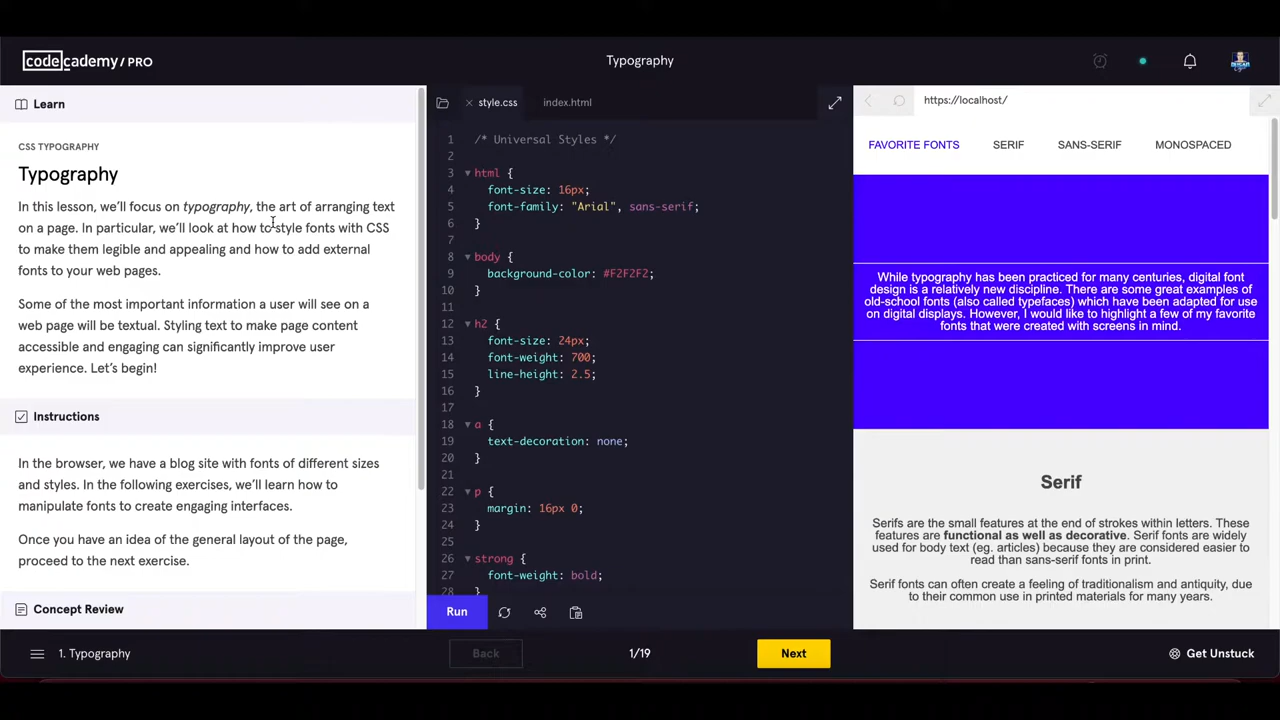 codecademy / PRO
Typography
Learn
CSS TYPOGRAPHY
Typography
In this lesson, we'll focus on typography, the art of arranging text
on a page. In particular, we'll look at how to style fonts with CSS
to make them legible and appealing and how to add external
fonts to your web pages.
Some of the most important information a user will see on a
web page will be textual. Styling text to make page content
accessible and engaging can significantly improve user
experience. Let's begin!
Instructions
In the browser, we have a blog site with fonts of different sizes
and styles. In the following exercises, we'll learn how to
manipulate fonts to create engaging interfaces.
Once you have an idea of the general layout of the page,
proceed to the next exercise.
Concept Review
style.css
index.html
1 /* Universal Styles */
2
3 html {
4 font-size: 16px;
5 font-family: "Arial", sans-serif;
6 }
7
8 body {
9 background-color: #F2F2F2;
10 }
11
12 h2 {
13 font-size: 24px;
14 font-weight: 700;
15 line-height: 2.5;
16 }
17
18 a {
19 text-decoration: none;
20 }
21
22 p {
23 margin: 16px 0;
24 }
25
26 strong {
27 font-weight: bold;
28 }
Run
https://localhost/
FAVORITE FONTS SERIF SANS-SERIF MONOSPACED
While typography has been practiced for many centuries, digital font
design is a relatively new discipline. There are some great examples of
old-school fonts (also called typefaces) which have been adapted for use
on digital displays. However, I would like to highlight a few of my favorite
fonts that were created with screens in mind.
Serif
Serifs are the small features at the end of strokes within letters. These
features are functional as well as decorative. Serif fonts are widely
used for body text (eg. articles) because they are considered easier to
read than sans-serif fonts in print.
Serif fonts can often create a feeling of traditionalism and antiquity, due
to their common use in printed materials for many years.
1. Typography
Back
1/19
Next
Get Unstuck